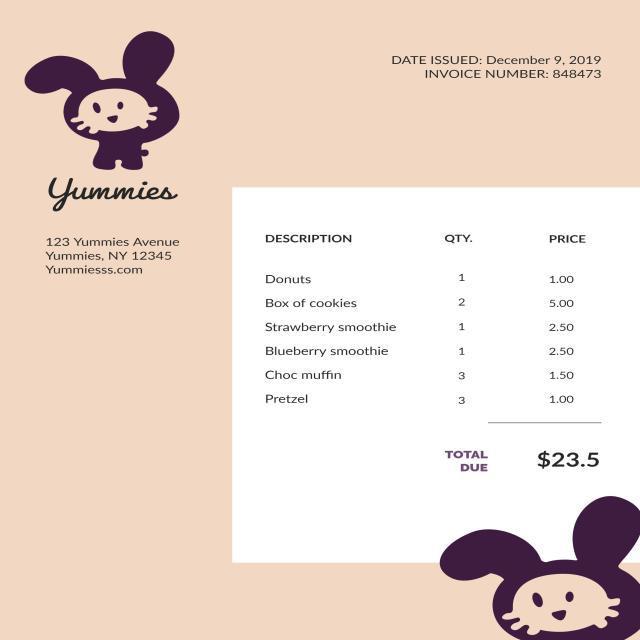 DATE ISSUED: December 9, 2019
INVOICE NUMBER: 848473
Yummies
123 Yummies Avenue
Yummies, NY 12345
Yummiesss.com
DESCRIPTION QTY. PRICE
Donuts 1 1.00
Box of cookies 2 5.00
Strawberry smoothie 1 2.50
Blueberry smoothie 1 2.50
Choc muffin 3 1.50
Pretzel 3 1.00
TOTAL
DUE $23.5